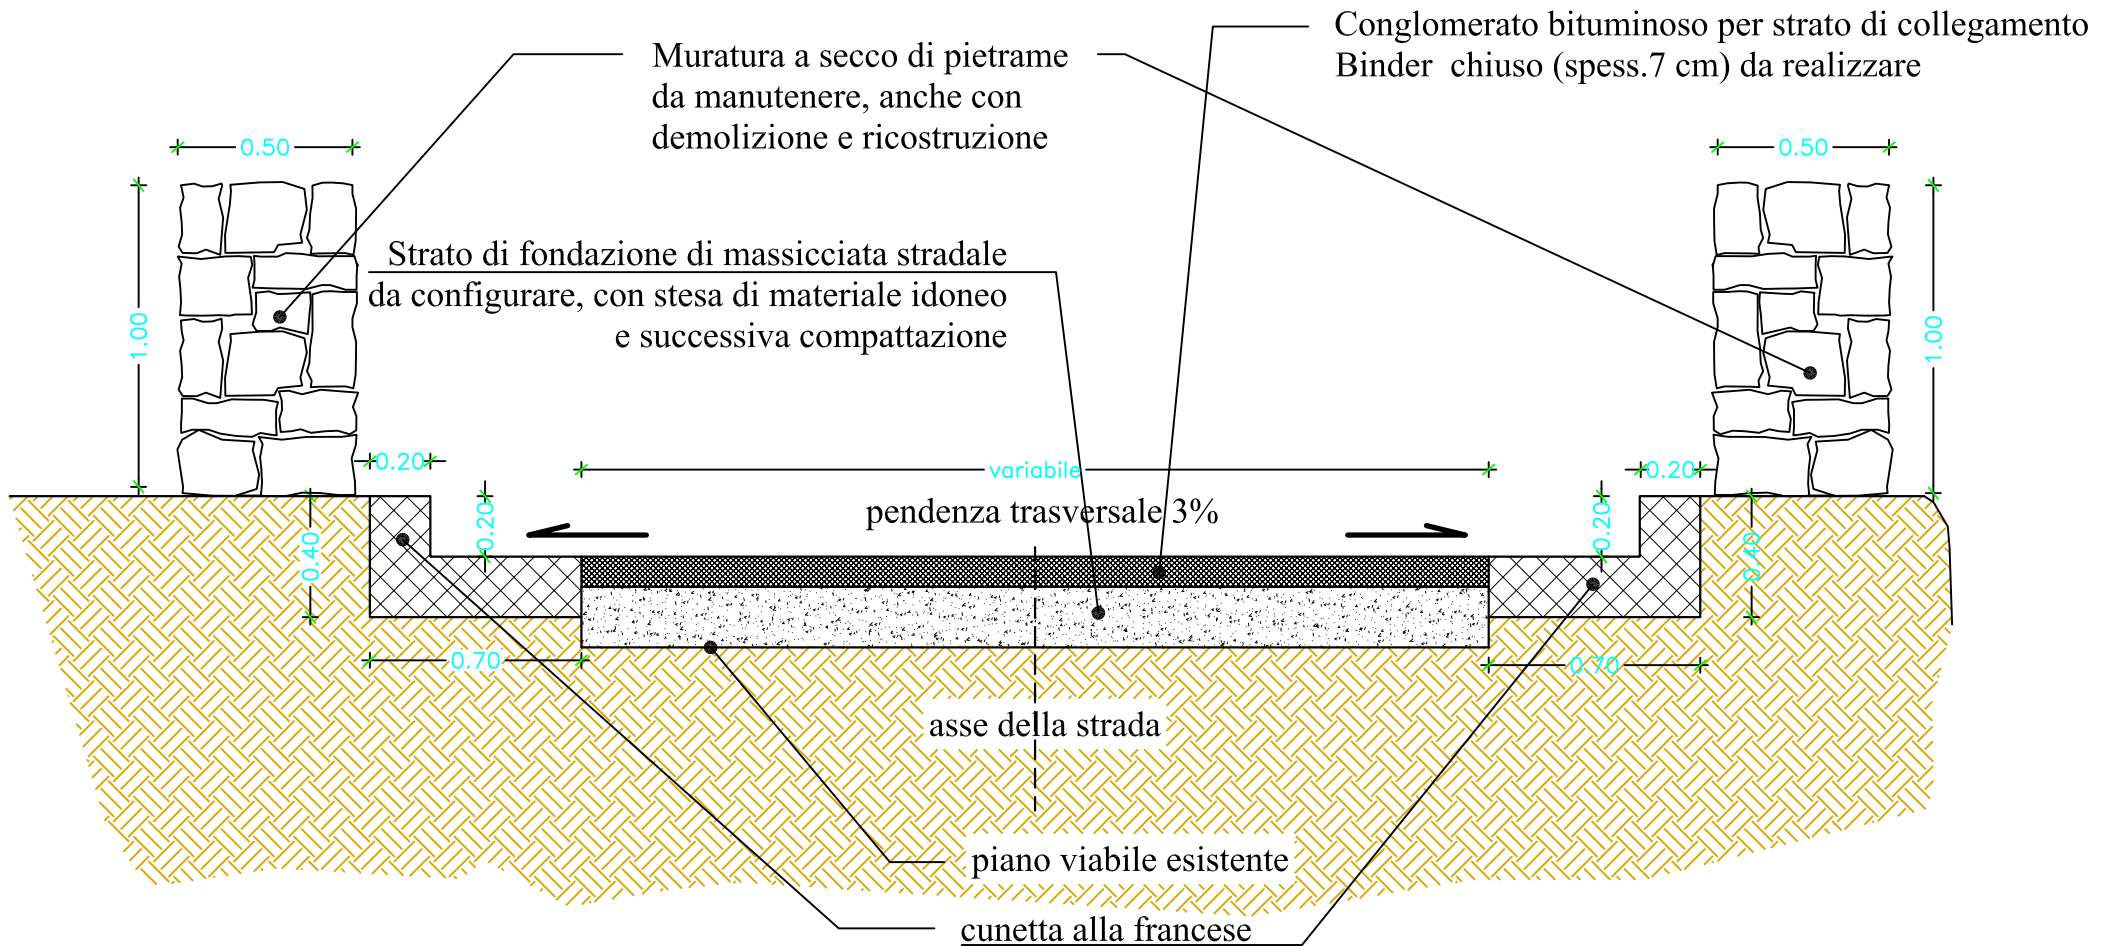 Conglomerato bituminoso per strato di collegamento
Binder chiuso (spess.7 cm) da realizzare
Muratura a secco di pietrame
da manutenere, anche con
demolizione e ricostruzione
0.50
0.50
Strato di fondazione di massicciata stradale
da configurare, con stesa di materiale idoneo
e successiva compattazione
1.00
1.00
0.20
variabile
0.20
pendenza trasversale 3%
0.20
0.20
0.40
0.40
0.70
0.70
asse della strada
piano viabile esistente
cunetta alla francese